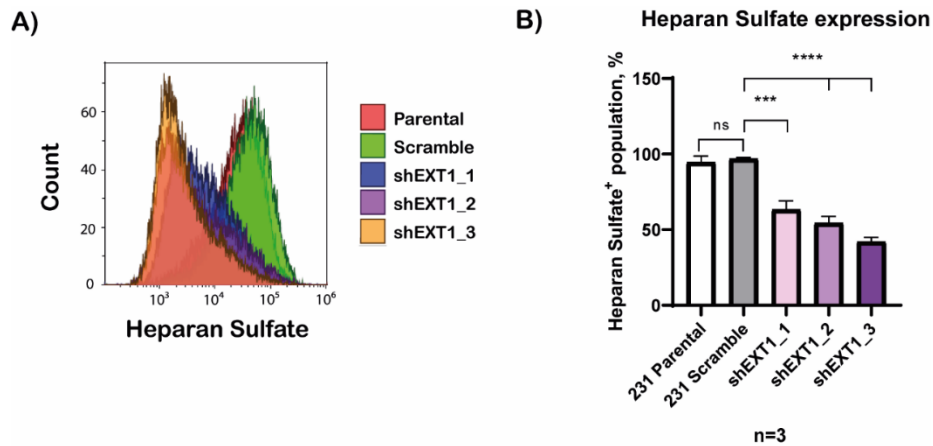 A)
Count
60
40
20
0
10³
10⁴
10⁵
10⁶
Heparan Sulfate
Parental
Scramble
shEXT1_1
shEXT1_2
shEXT1_3
B)
Heparan Sulfate expression
Heparan Sulfate⁺ population, %
150
100
50
0
ns
***
****
231 Parental
231 Scramble
shEXT1_1
shEXT1_2
shEXT1_3
n=3